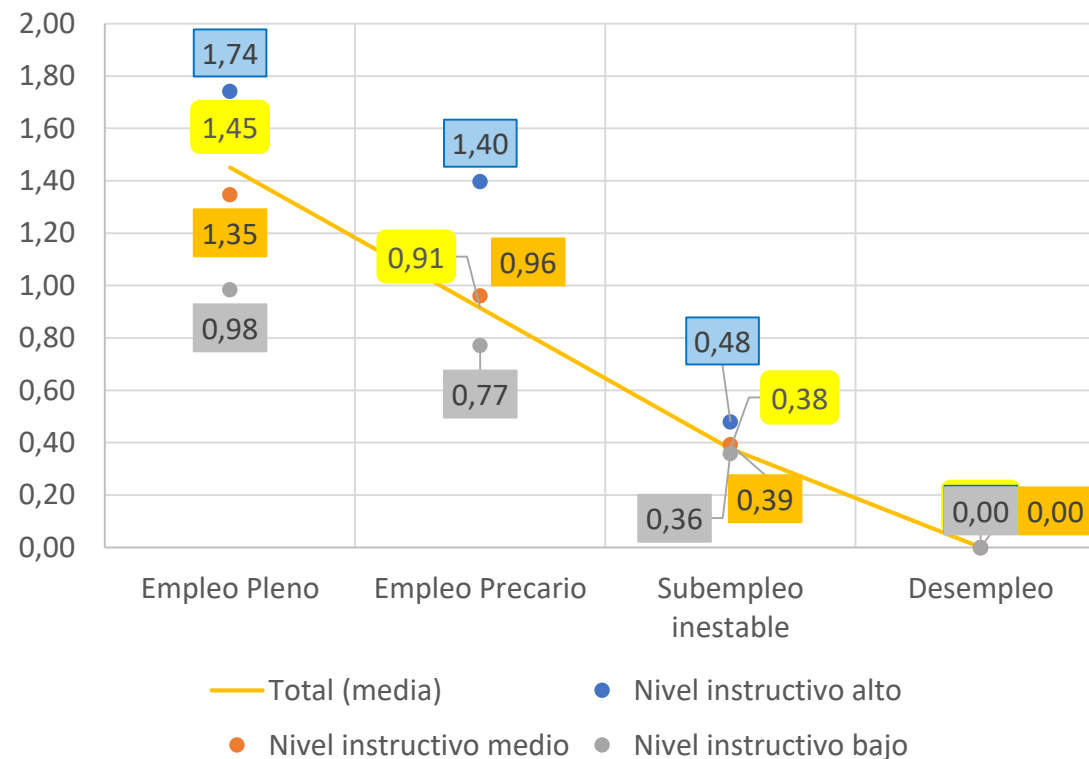 2,00
1,80
1,60
1,40
1,20
1,00
0,80
0,60
0,40
0,20
0,00
1,74
1,45
1,35
0,98
1,40
0,91
0,96
0,77
0,48
0,38
0,39
0,36
0,00
0,00
Empleo Pleno
Empleo Precario
Subempleo
inestable
Desempleo
Total (media)
Nivel instructivo alto
Nivel instructivo medio
Nivel instructivo bajo